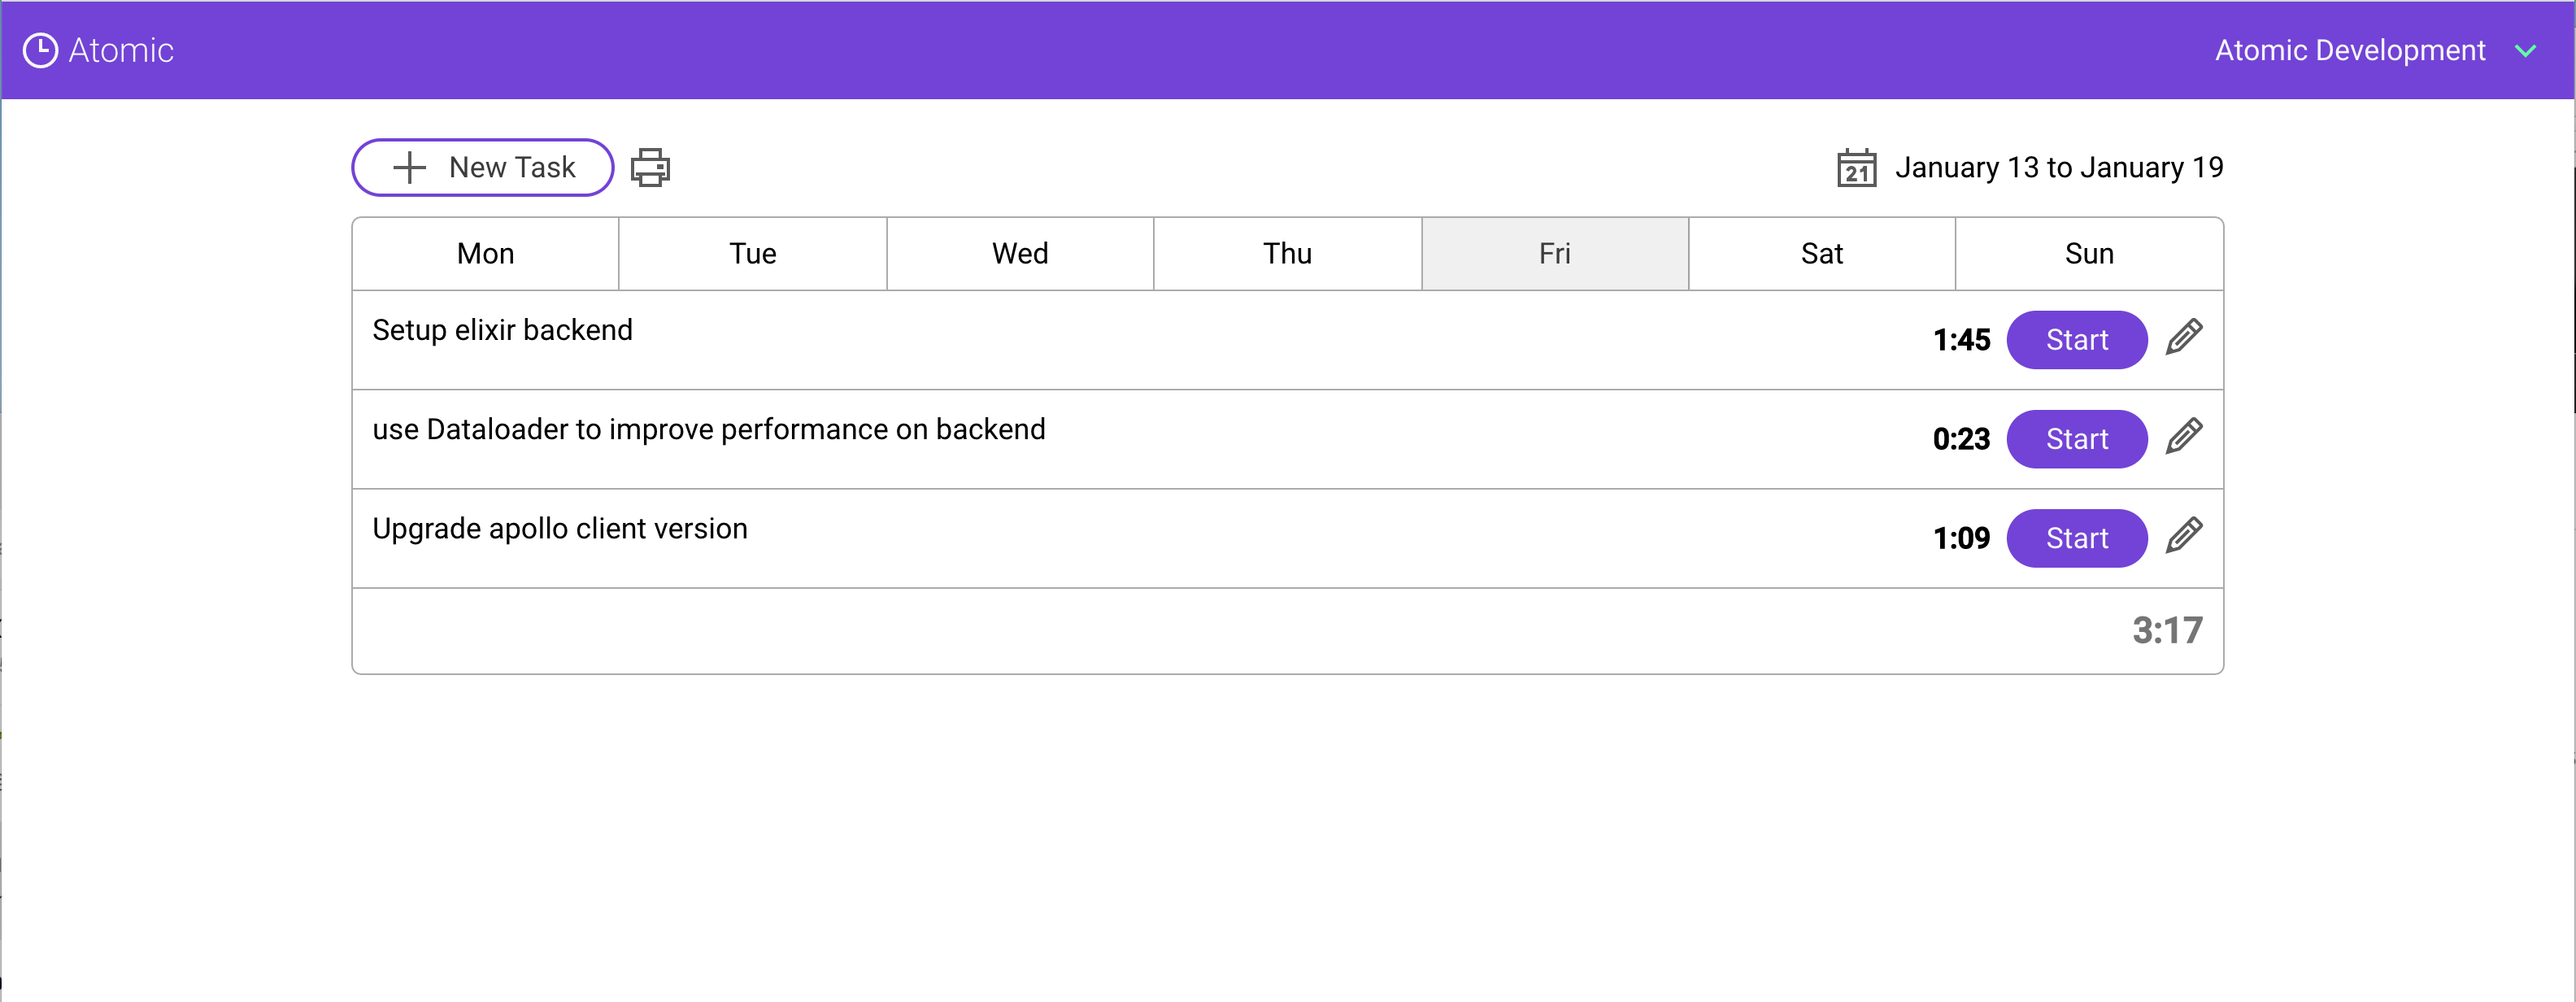 Atomic
Atomic Development
New Task
21
January 13 to January 19
Mon Tue Wed Thu Fri Sat Sun
Setup elixir backend 1:45 Start
use Dataloader to improve performance on backend 0:23 Start
Upgrade apollo client version 1:09 Start
3:17